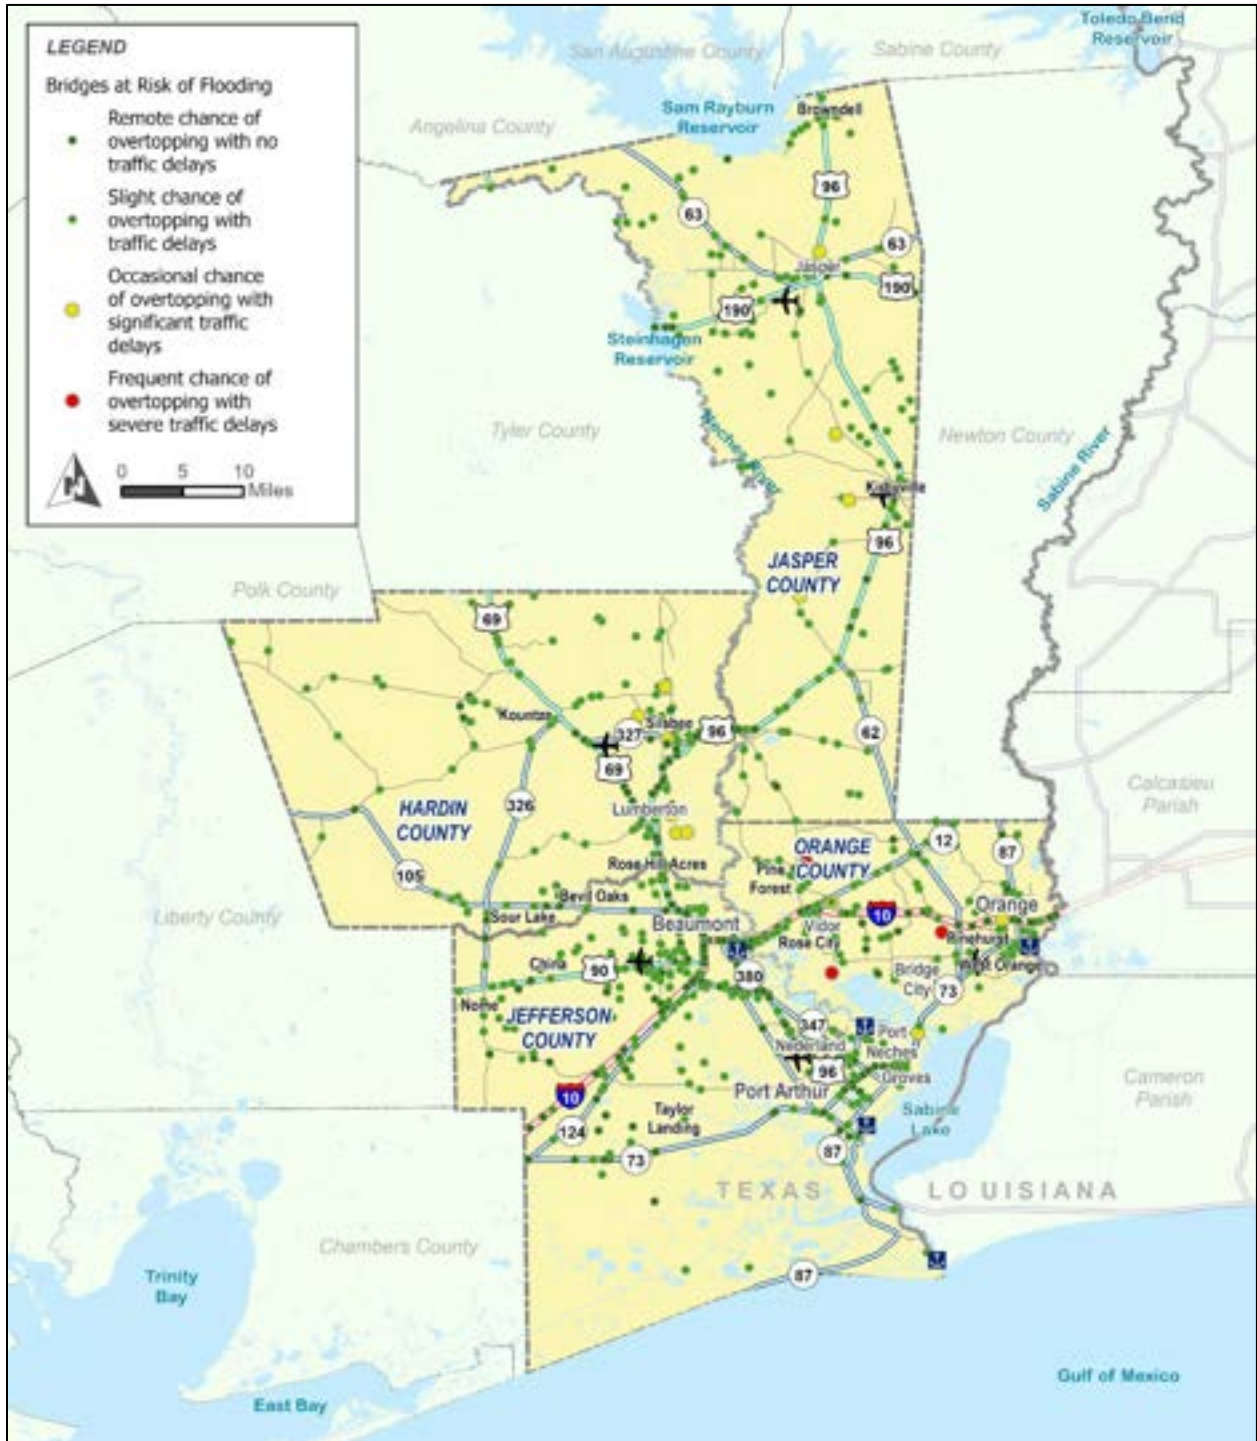 LEGEND
Bridges at Risk of Flooding
Remote chance of
overtopping with no
traffic delays
Slight chance of
overtopping with
traffic delays
Occasional chance
of overtopping with
significant traffic
delays
Frequent chance of
overtopping with
severe traffic delays
N
0 5 10
Miles
Toledo Bend
Reservoir
San Augustine County
Sabine County
Sam Rayburn
Reservoir
Browndell
Angelina County
96
63
63
Jasper
190
190
Steinhagen
Reservoir
Tyler County
Neches River
Newton County
Sabine River
Kirbyville
96
JASPER
COUNTY
Polk County
69
Kountze
327
Silsbee
96
62
69
Calcasieu
Parish
HARDIN
COUNTY
326
Lumberton
ORANGE
COUNTY
12
87
105
Rose Hill Acres
Pine
Forest
Bevil Oaks
Liberty County
Sour Lake
Beaumont
10
Orange
Vidor
Rose City
Pinehurst
China
90
380
Bridge
City
West Orange
73
Nome
JEFFERSON
COUNTY
347
Port
Neches
Nederland
96
Groves
Port Arthur
Cameron
Parish
10
Taylor
Landing
Sabine
Lake
124
73
87
TEXAS
LOUISIANA
Chambers County
Trinity
Bay
87
Gulf of Mexico
East Bay